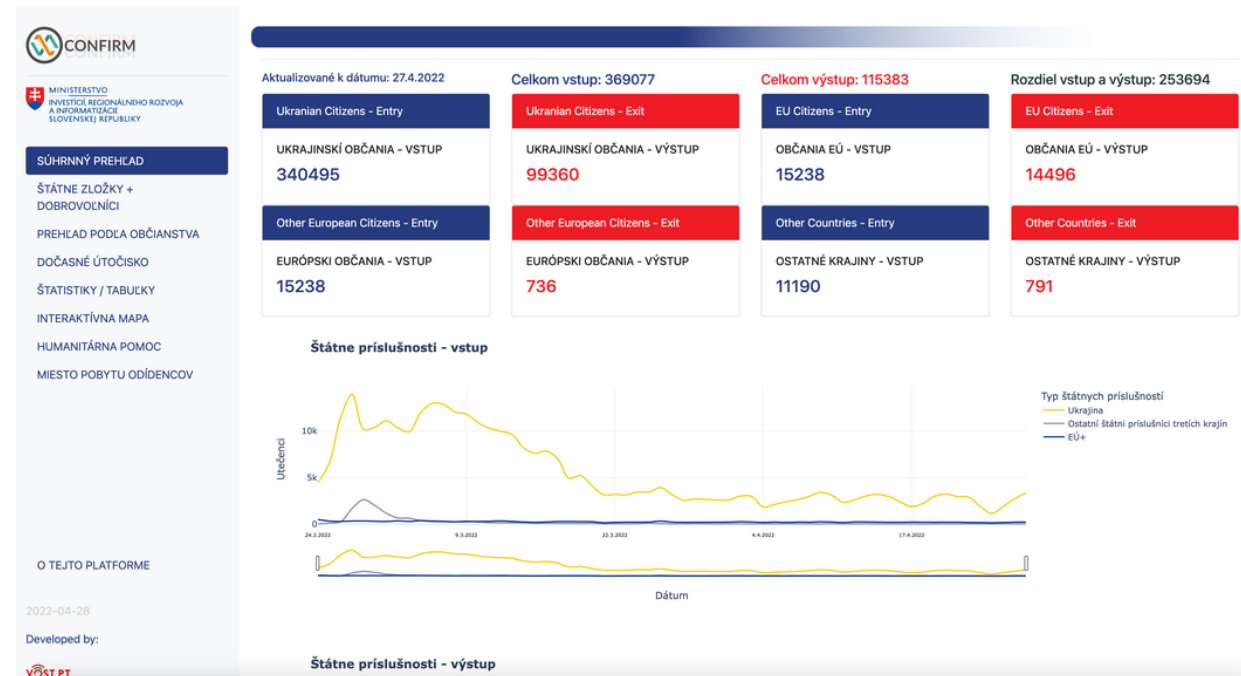 CONFIRM
MINISTERSTVO
INVESTÍCIÍ, REGIONÁLNEHO ROZVOJA
A INFORMATIZÁCIE
SLOVENSKEJ REPUBLIKY
SÚHRNNÝ PREHĽAD
ŠTÁTNE ZLOŽKY +
DOBROVOĽNÍCI
PREHĽAD PODĽA OBČIANSTVA
DOČASNÉ ÚTOČISKO
ŠTATISTIKY / TABUĽKY
INTERAKTÍVNA MAPA
HUMANITÁRNA POMOC
MIESTO POBYTU ODÍDENCOV
O TEJTO PLATFORME
2022-04-28
Developed by:
VOST PT
Aktualizované k dátumu: 27.4.2022
Celkom vstup: 369077
Celkom výstup: 115383
Rozdiel vstup a výstup: 253694
Ukranian Citizens - Entry
UKRAJINSKÍ OBČANIA - VSTUP
340495
Ukranian Citizens - Exit
UKRAJINSKÍ OBČANIA - VÝSTUP
99360
EU Citizens - Entry
OBČANIA EÚ - VSTUP
15238
EU Citizens - Exit
OBČANIA EÚ - VÝSTUP
14496
Other European Citizens - Entry
EURÓPSKI OBČANIA - VSTUP
15238
Other European Citizens - Exit
EURÓPSKI OBČANIA - VÝSTUP
736
Other Countries - Entry
OSTATNÉ KRAJINY - VSTUP
11190
Other Countries - Exit
OSTATNÉ KRAJINY - VÝSTUP
791
Štátne príslušnosti - vstup
Utečenci
10k
5k
0
24.2.2022
9.3.2022
22.3.2022
4.4.2022
17.4.2022
Dátum
Typ štátnych príslušností
Ukrajina
Ostatní štátni príslušníci tretích krajín
EÚ+
Štátne príslušnosti - výstup